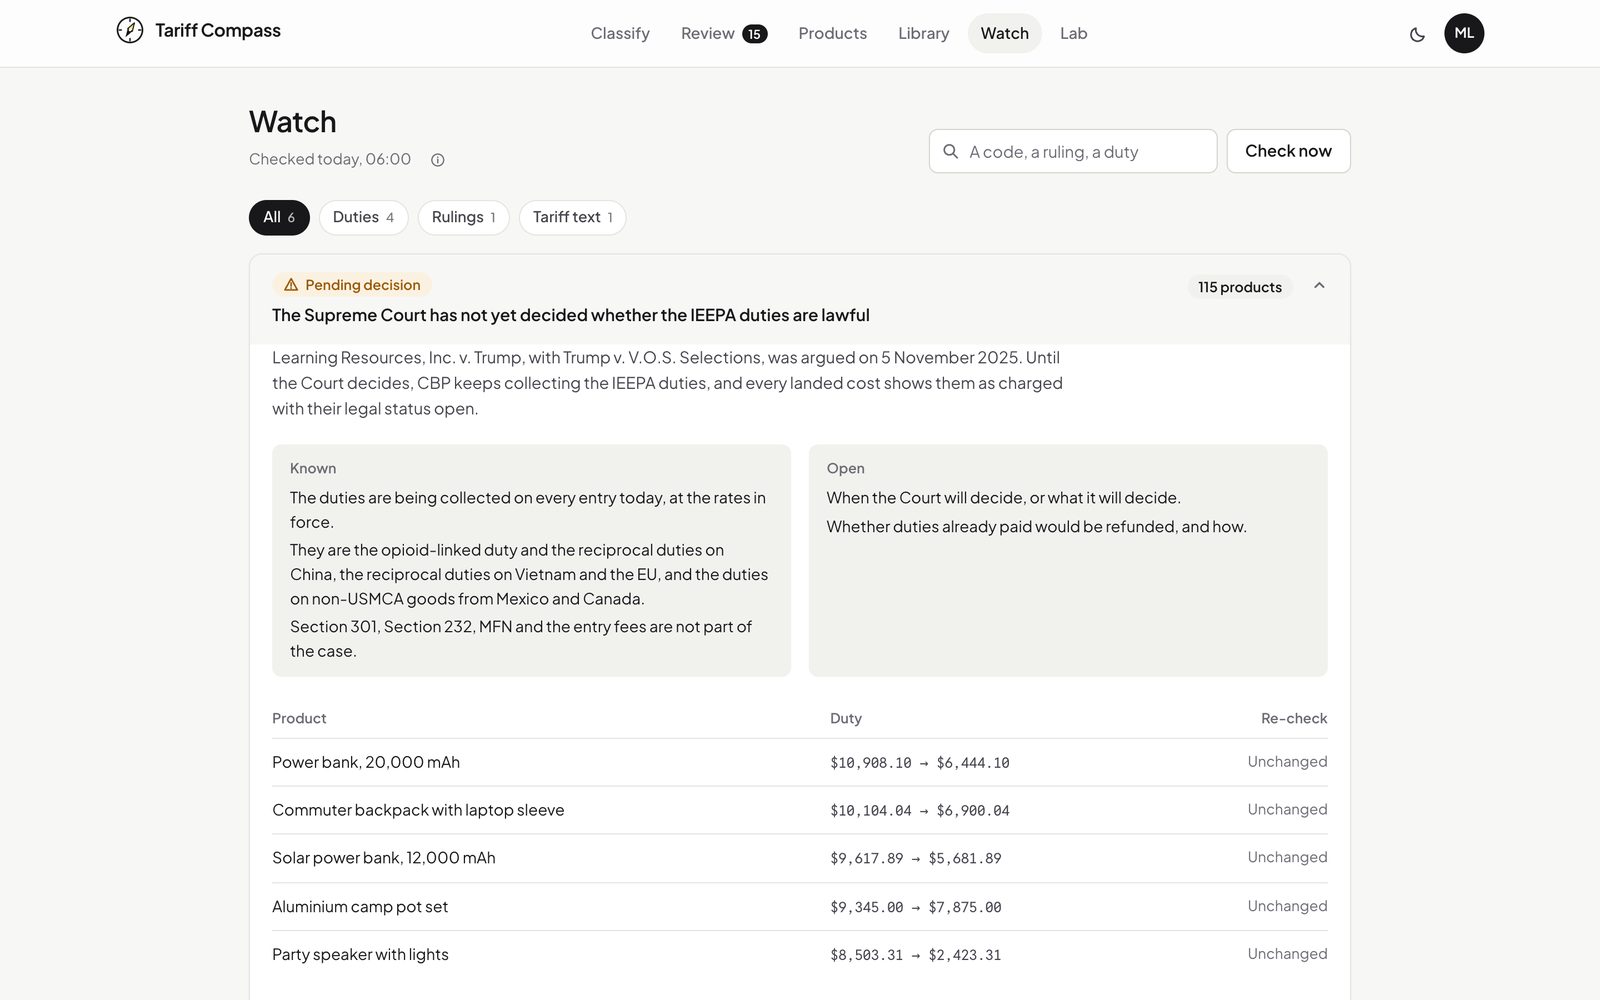 Tariff Compass
Classify
Review 15
Products
Library
Watch
Lab
ML
Watch
Checked today, 06:00
A code, a ruling, a duty
Check now
All 6
Duties 4
Rulings 1
Tariff text 1
Pending decision
115 products
The Supreme Court has not yet decided whether the IEEPA duties are lawful
Learning Resources, Inc. v. Trump, with Trump v. V.O.S. Selections, was argued on 5 November 2025. Until
the Court decides, CBP keeps collecting the IEEPA duties, and every landed cost shows them as charged
with their legal status open.
Known
The duties are being collected on every entry today, at the rates in
force.
They are the opioid-linked duty and the reciprocal duties on
China, the reciprocal duties on Vietnam and the EU, and the duties
on non-USMCA goods from Mexico and Canada.
Section 301, Section 232, MFN and the entry fees are not part of
the case.
Open
When the Court will decide, or what it will decide.
Whether duties already paid would be refunded, and how.
Product Duty Re-check
Power bank, 20,000 mAh $10,908.10 → $6,444.10 Unchanged
Commuter backpack with laptop sleeve $10,104.04 → $6,900.04 Unchanged
Solar power bank, 12,000 mAh $9,617.89 → $5,681.89 Unchanged
Aluminium camp pot set $9,345.00 → $7,875.00 Unchanged
Party speaker with lights $8,503.31 → $2,423.31 Unchanged